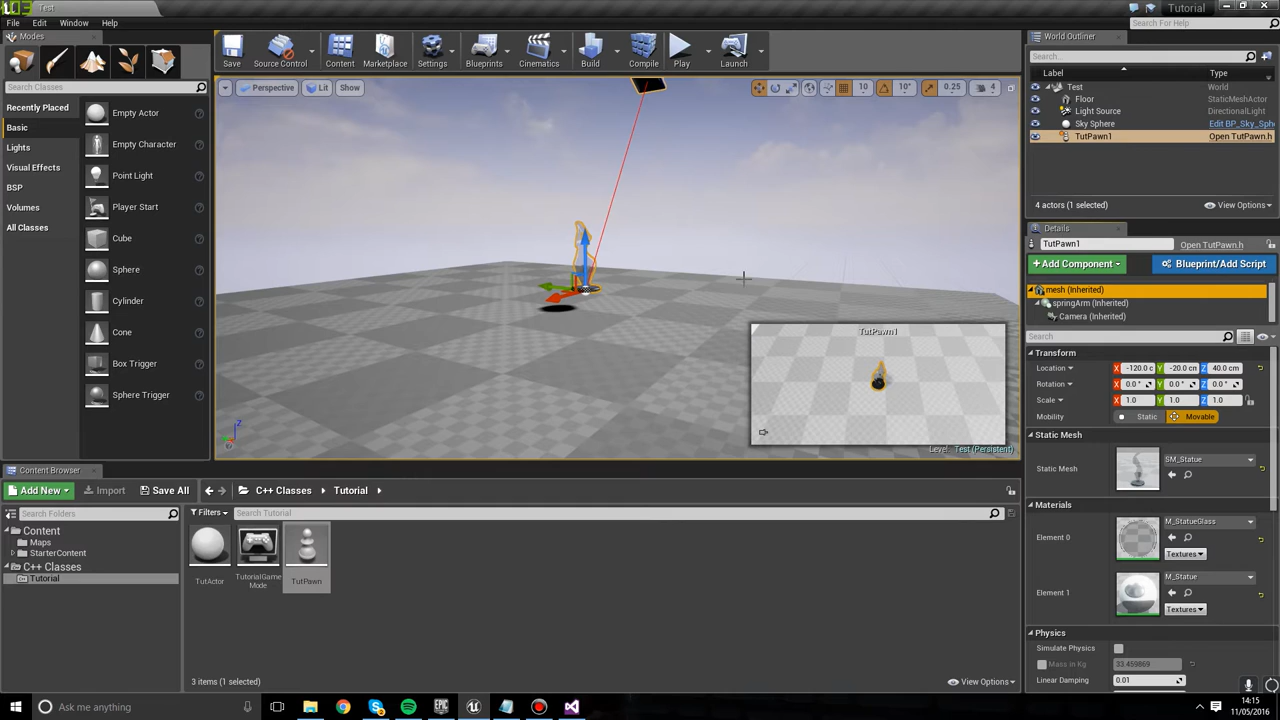 Test
Tutorial
File Edit Window Help
Search For Help
Modes
Search Classes
Recently Placed
Basic
Lights
Visual Effects
BSP
Volumes
All Classes
Empty Actor
Empty Character
Point Light
Player Start
Cube
Sphere
Cylinder
Cone
Box Trigger
Sphere Trigger
Save
Source Control
Content
Marketplace
Settings
Blueprints
Cinematics
Build
Compile
Play
Launch
Perspective Lit Show
10 10° 0.25 4
TutPawn1
Level: Test (Persistent)
World Outliner
Search...
Label Type
Test World
Floor StaticMeshActor
Light Source DirectionalLight
Sky Sphere Edit BP_Sky_Sph
TutPawn1 Open TutPawn.h
4 actors (1 selected) View Options
Details
TutPawn1 Open TutPawn.h
+Add Component Blueprint/Add Script
mesh (Inherited)
springArm (Inherited)
Camera (Inherited)
Search
Transform
Location X -120.0 c Y -20.0 cn Z 40.0 cm
Rotation X 0.0 ° Y 0.0 ° Z 0.0 °
Scale X 1.0 Y 1.0 Z 1.0
Mobility Static Movable
Static Mesh
Static Mesh SM_Statue
Materials
Element 0 M_StatueGlass
Textures
Element 1 M_Statue
Textures
Physics
Simulate Physics
Mass in Kg 33.459869
Linear Damping 0.01
Content Browser
Add New Import Save All C++ Classes Tutorial
Search Folders
Filters Search Tutorial
Content
Maps
StarterContent
C++ Classes
Tutorial
TutActor
TutorialGame
Mode
TutPawn
3 items (1 selected) View Options
Ask me anything
EPIC
14:15
11/05/2016